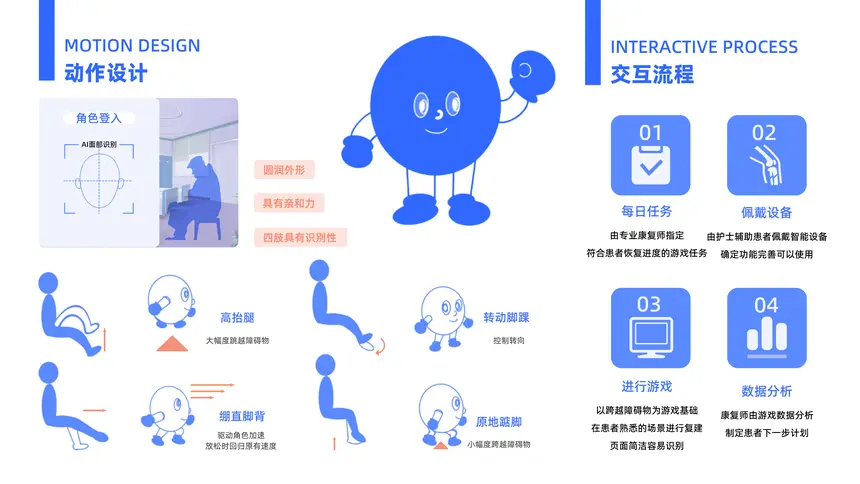 MOTION DESIGN
动作设计
角色登入
AI面部识别
圆润外形
具有亲和力
四肢具有识别性
高抬腿
大幅度跳越障碍物
转动脚踝
控制转向
绷直脚背
驱动角色加速
放松时回归原有速度
原地踮脚
小幅度跨越障碍物
INTERACTIVE PROCESS
交互流程
01
每日任务
由专业康复师指定
符合患者恢复进度的游戏任务
02
佩戴设备
由护士辅助患者佩戴智能设备
确定功能完善可以使用
03
进行游戏
以跨越障碍物为游戏基础
在患者熟悉的场景进行复建
页面简洁容易识别
04
数据分析
康复师由游戏数据分析
制定患者下一步计划